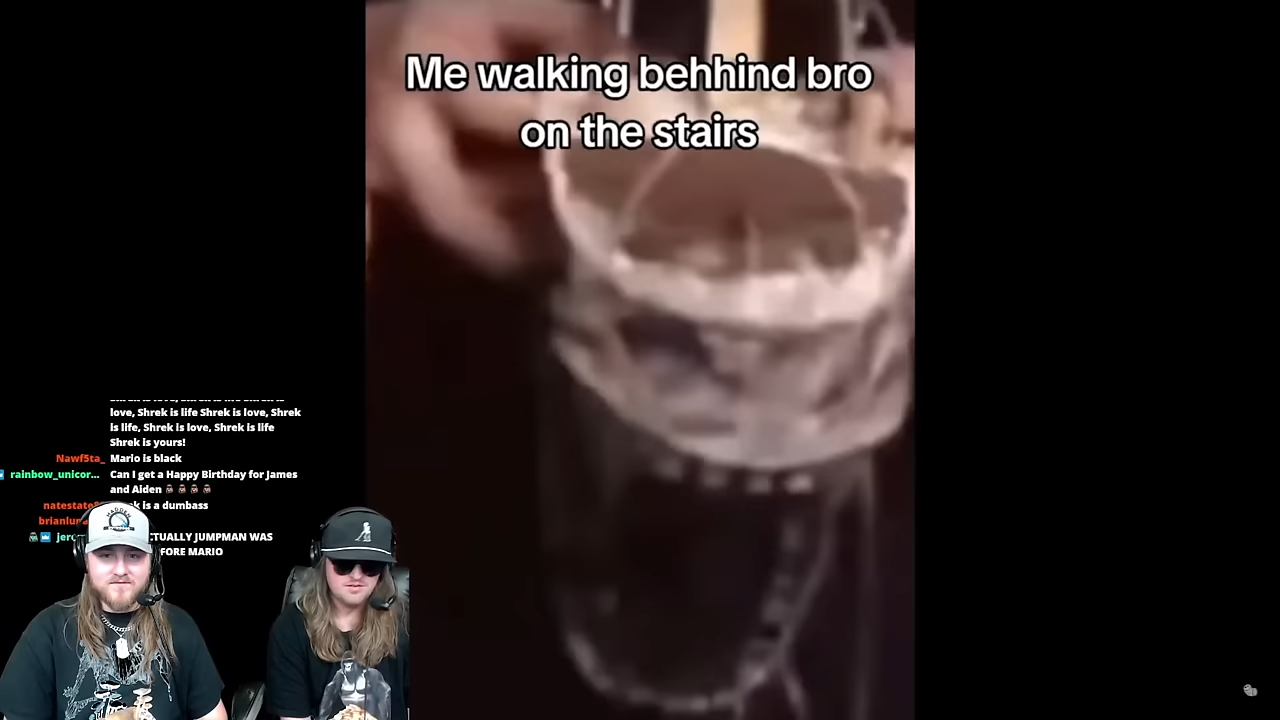 Me walking behhind bro
on the stairs
love, Shrek is life Shrek is love, Shrek
is life, Shrek is love, Shrek is life
Shrek is yours!
Nawf5ta_ Mario is black
rainbow_unicor... Can I get a Happy Birthday for James
and Aiden
is a dumbass
JUMPMAN WAS
MARIO